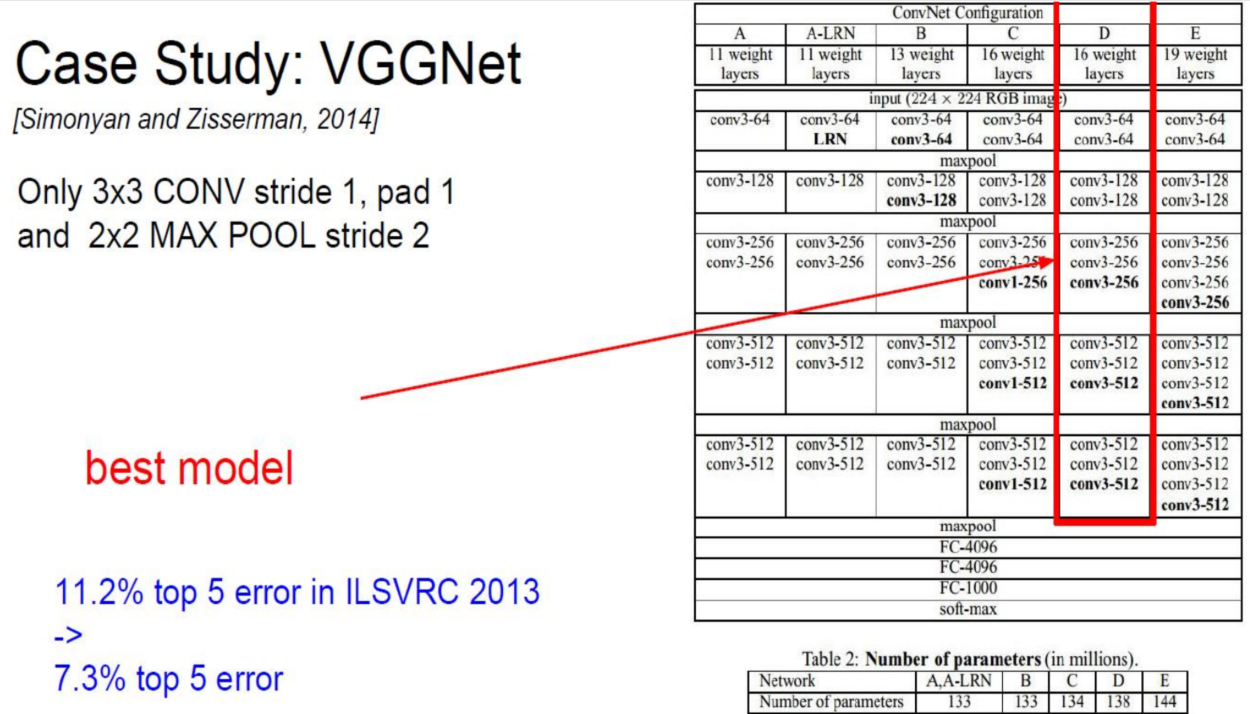 Case Study: VGGNet
[Simonyan and Zisserman, 2014]
Only 3x3 CONV stride 1, pad 1
and 2x2 MAX POOL stride 2
best model
11.2% top 5 error in ILSVRC 2013
->
7.3% top 5 error
ConvNet Configuration
A A-LRN B C D E
11 weight 11 weight 13 weight 16 weight 16 weight 19 weight
layers layers layers layers layers layers
input (224 × 224 RGB image)
conv3-64 conv3-64 conv3-64 conv3-64 conv3-64 conv3-64
LRN conv3-64 conv3-64 conv3-64 conv3-64
maxpool
conv3-128 conv3-128 conv3-128 conv3-128 conv3-128 conv3-128
conv3-128 conv3-128 conv3-128 conv3-128
maxpool
conv3-256 conv3-256 conv3-256 conv3-256 conv3-256 conv3-256
conv3-256 conv3-256 conv3-256 conv3-256 conv3-256 conv3-256
conv1-256 conv3-256 conv3-256
conv3-256
maxpool
conv3-512 conv3-512 conv3-512 conv3-512 conv3-512 conv3-512
conv3-512 conv3-512 conv3-512 conv3-512 conv3-512 conv3-512
conv1-512 conv3-512 conv3-512
conv3-512
maxpool
conv3-512 conv3-512 conv3-512 conv3-512 conv3-512 conv3-512
conv3-512 conv3-512 conv3-512 conv3-512 conv3-512 conv3-512
conv1-512 conv3-512 conv3-512
conv3-512
maxpool
FC-4096
FC-4096
FC-1000
soft-max
Table 2: Number of parameters (in millions).
Network A,A-LRN B C D E
Number of parameters 133 133 134 138 144